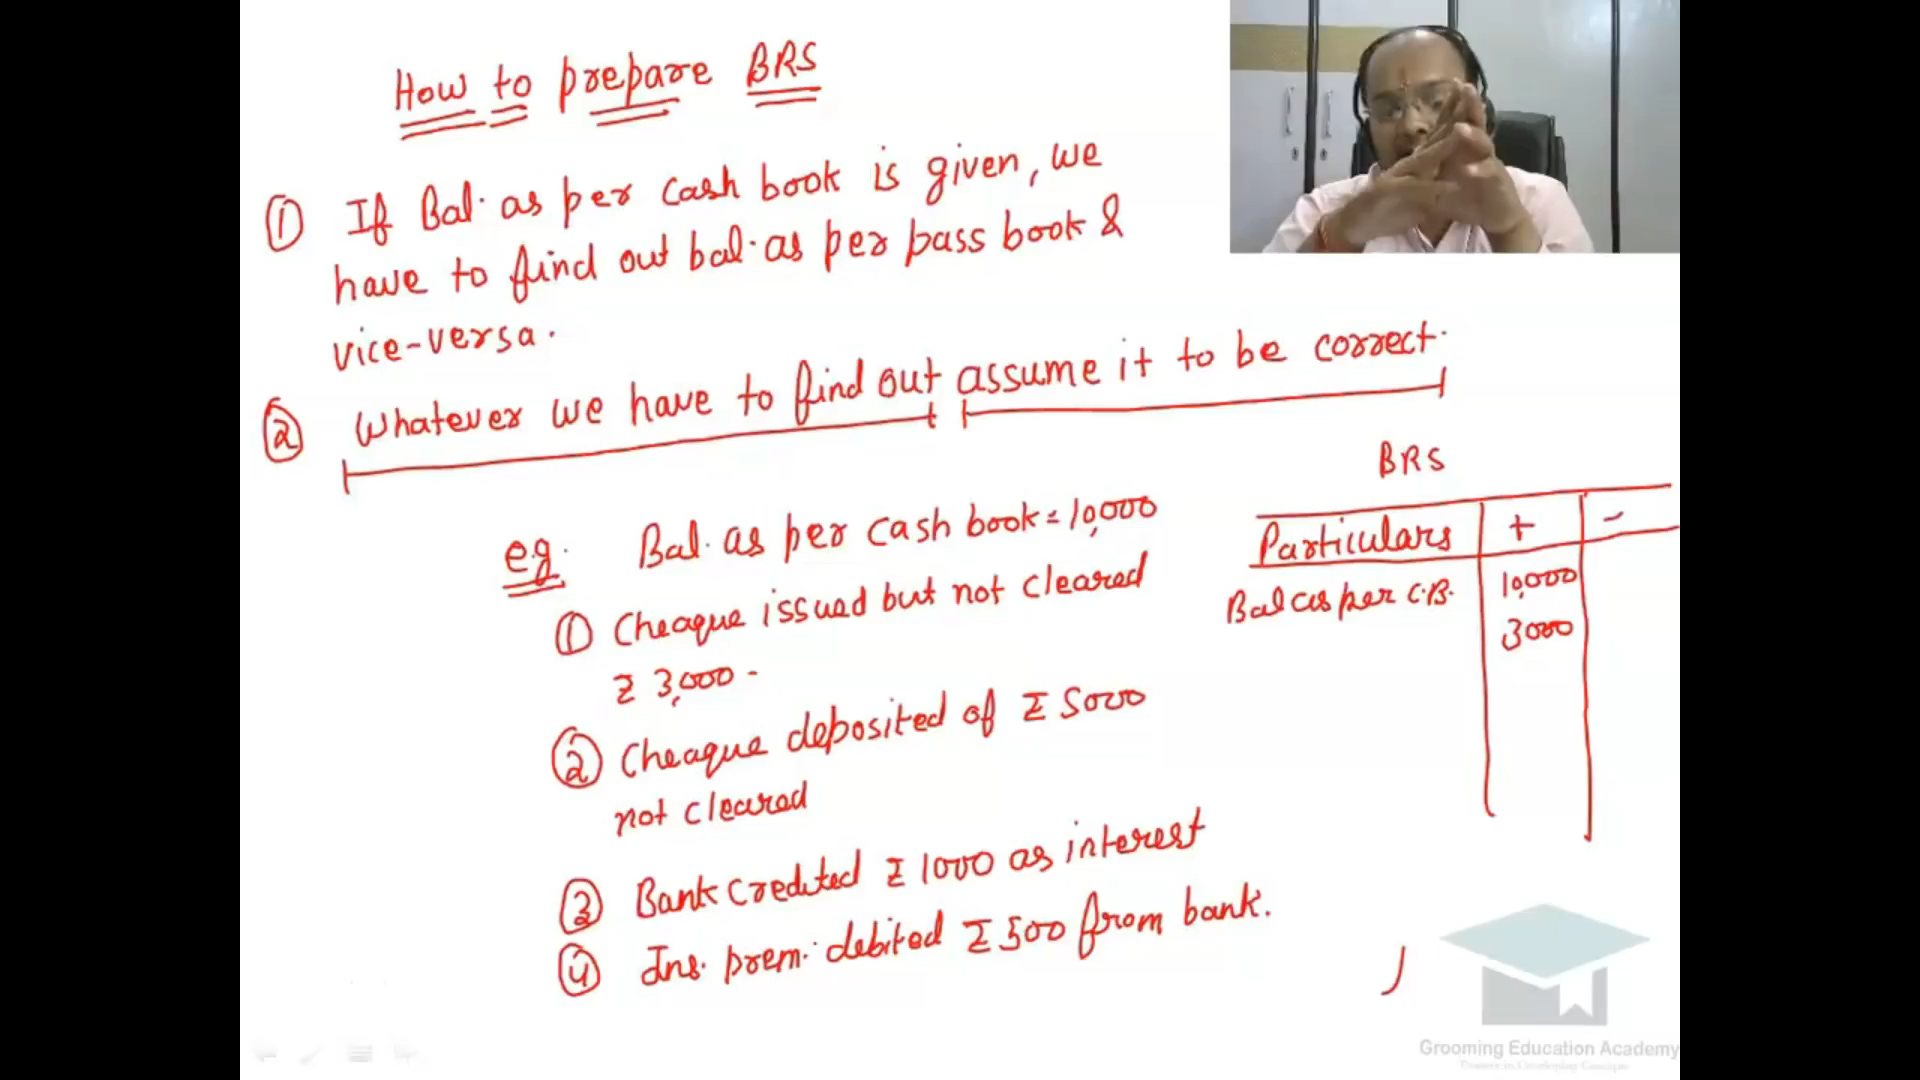 How to prepare BRS
① If Bal. as per cash book is given, we
have to find out bal. as per pass book &
vice-versa.
② Whatever we have to find out assume it to be correct.
e.g. Bal. as per cash book = 10,000
① Cheaque issued but not cleared
₹ 3,000 -
② Cheaque deposited of ₹ 5000
not cleared
③ Bank credited ₹ 1000 as interest
④ Ins. prem. debited ₹ 500 from bank.
BRS
Particulars + -
Bal as per C.B. 10,000
3000
Grooming Education Academy